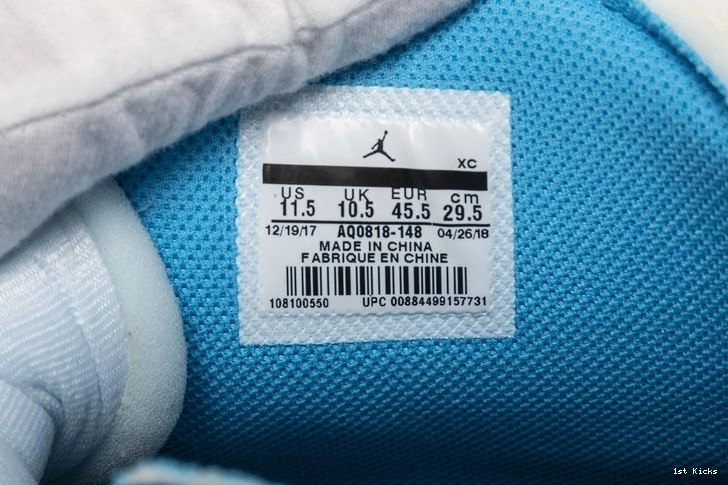 XC
US UK EUR cm
11.5 10.5 45.5 29.5
12/19/17 AQ0818-148 04/26/18
MADE IN CHINA
FABRIQUE EN CHINE
108100550 UPC 00884499157731
1st Kicks